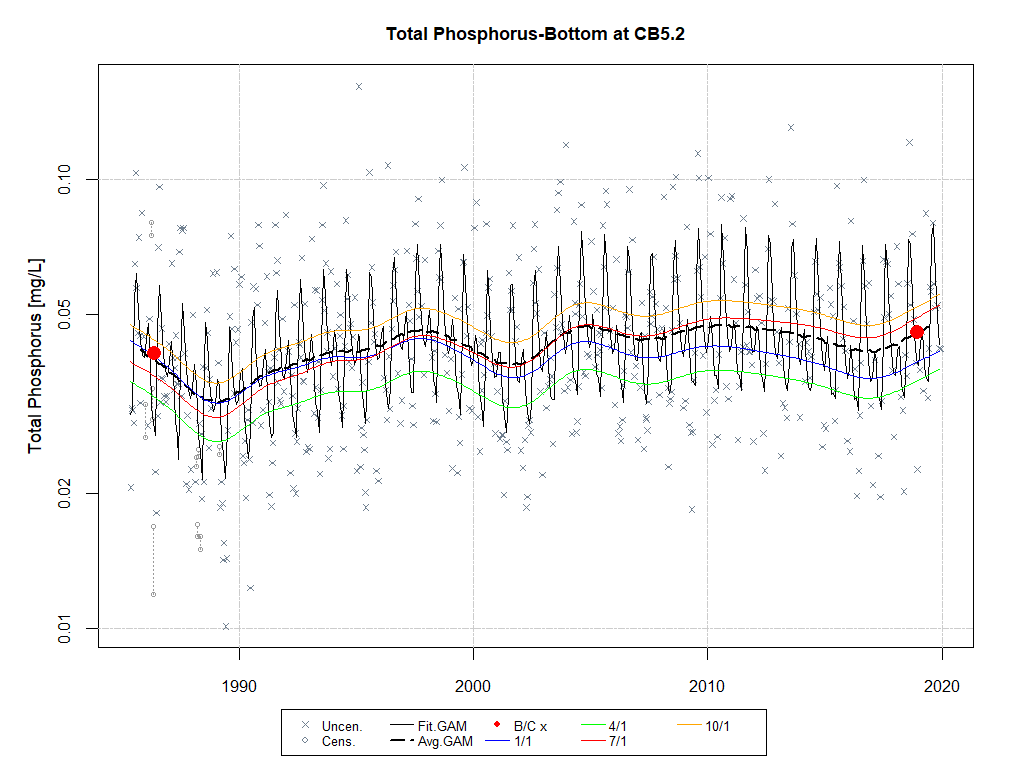 Total Phosphorus-Bottom at CB5.2
Total Phosphorus [mg/L]
0.10
0.05
0.02
0.01
1990 2000 2010 2020
Uncen. Fit.GAM B/C x 4/1 10/1
Cens. Avg.GAM 1/1 7/1